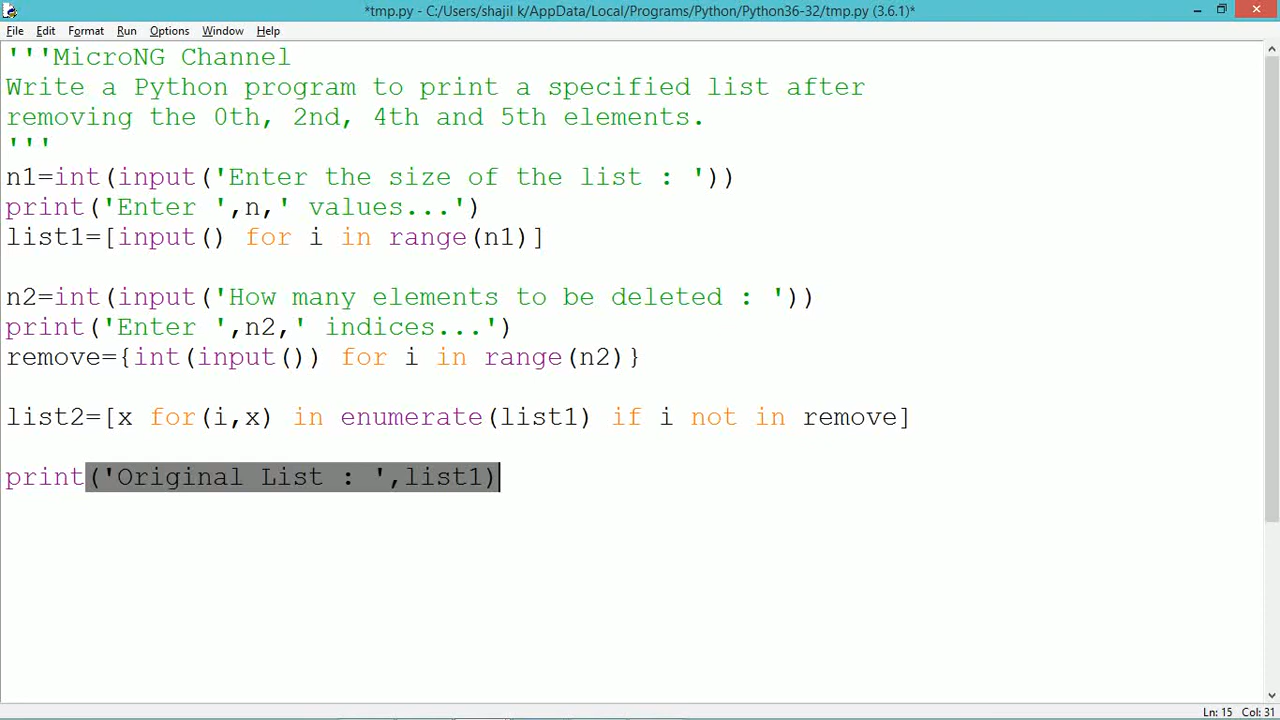 *tmp.py - C:/Users/shajil k/AppData/Local/Programs/Python/Python36-32/tmp.py (3.6.1)*
File Edit Format Run Options Window Help
'''MicroNG Channel
Write a Python program to print a specified list after
removing the 0th, 2nd, 4th and 5th elements.
'''
n1=int(input('Enter the size of the list : '))
print('Enter ',n,' values...')
list1=[input() for i in range(n1)]
n2=int(input('How many elements to be deleted : '))
print('Enter ',n2,' indices...')
remove={int(input()) for i in range(n2)}
list2=[x for(i,x) in enumerate(list1) if i not in remove]
print('Original List : ',list1)
Ln: 15 Col: 31